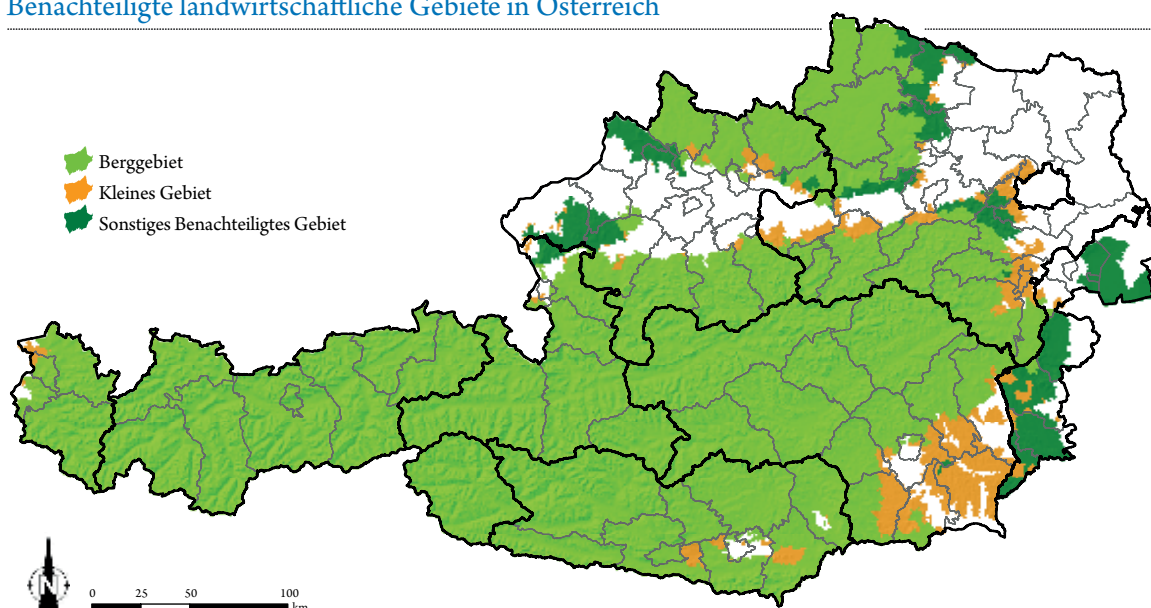 Benachteiligte landwirtschaftliche Gebiete in Österreich
Berggebiet
Kleines Gebiet
Sonstiges Benachteiligtes Gebiet
N
0 25 50 100
km